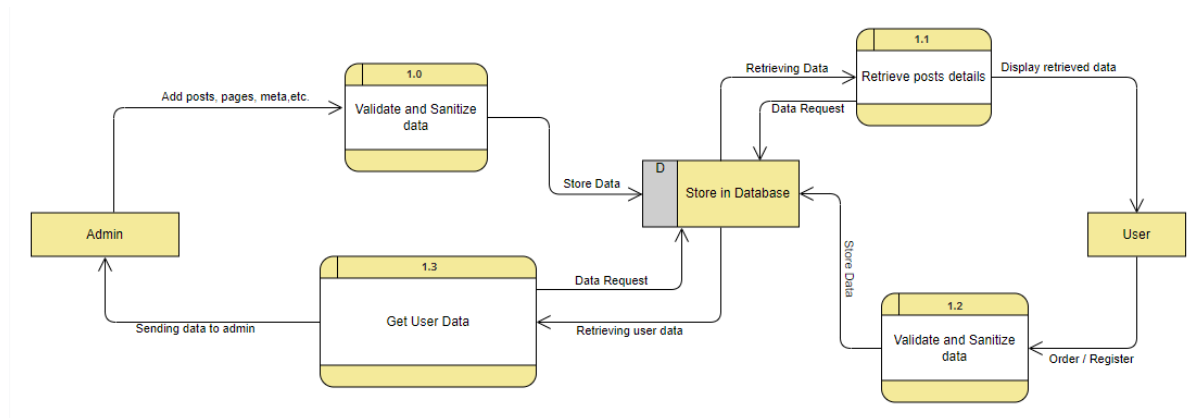 1.1
Retrieve posts details
Retrieving Data
Display retrieved data
1.0
Validate and Sanitize
data
Add posts, pages, meta,etc.
Data Request
D
Store in Database
Store Data
Admin
User
1.3
Get User Data
Data Request
Store Data
1.2
Validate and Sanitize
data
Sending data to admin
Retrieving user data
Order / Register